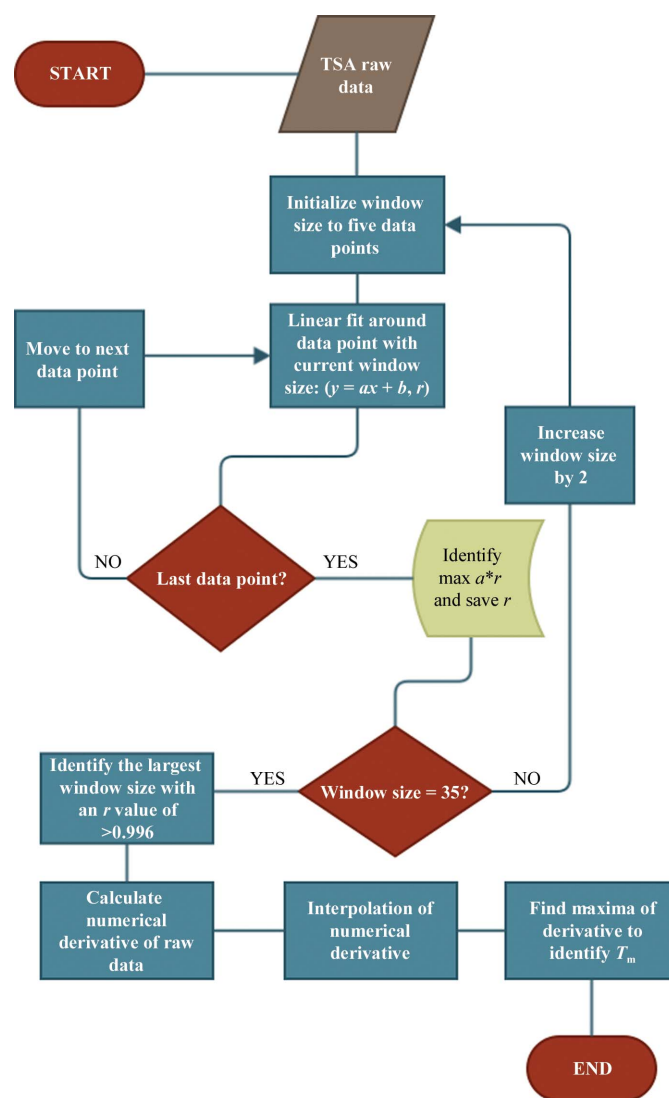 START
TSA raw
data
Initialize window
size to five data
points
Move to next
data point
Linear fit around
data point with
current window
size: (y = ax + b, r)
Increase
window size
by 2
NO
Last data point?
YES
Identify
max a*r
and save r
Identify the largest
window size with
an r value of
>0.996
YES
Window size = 35?
NO
Calculate
numerical
derivative of raw
data
Interpolation of
numerical
derivative
Find maxima of
derivative to
identify Tm
END